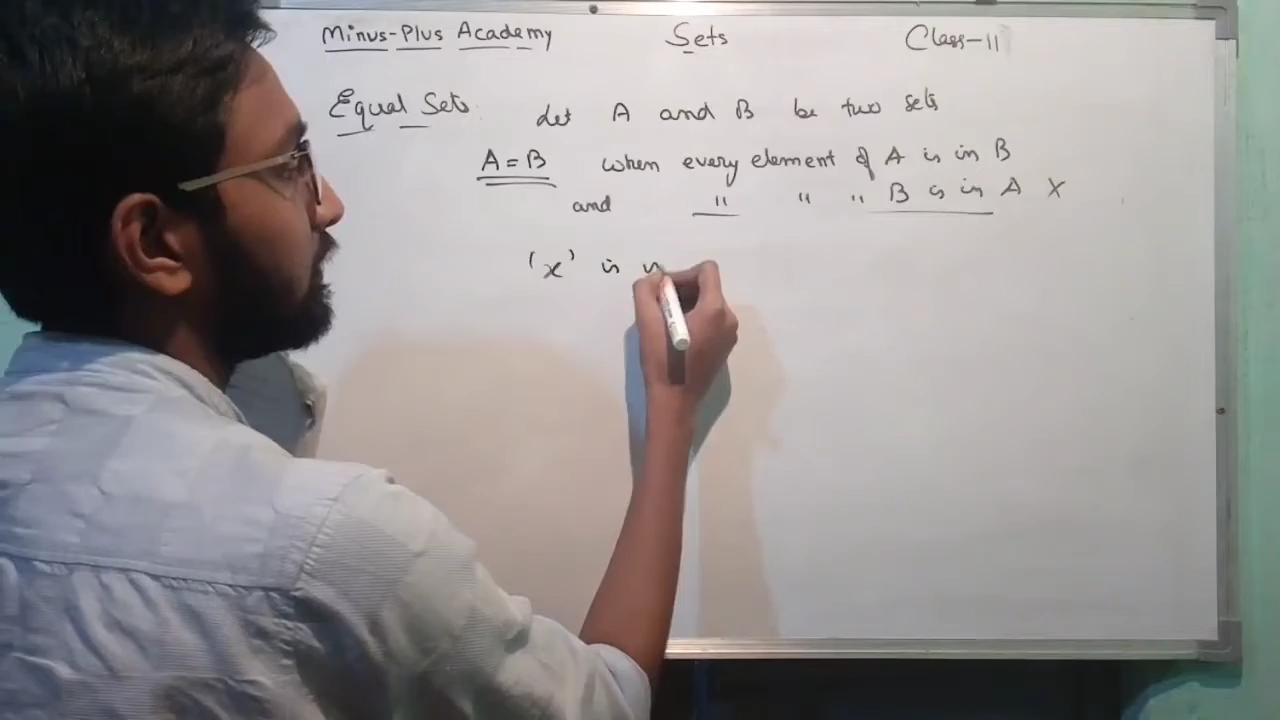 Minus-Plus Academy Sets Class-11
Equal Sets: Let A and B be two sets
A = B when every element of A is in B
and " " " B is in A X
'x' is